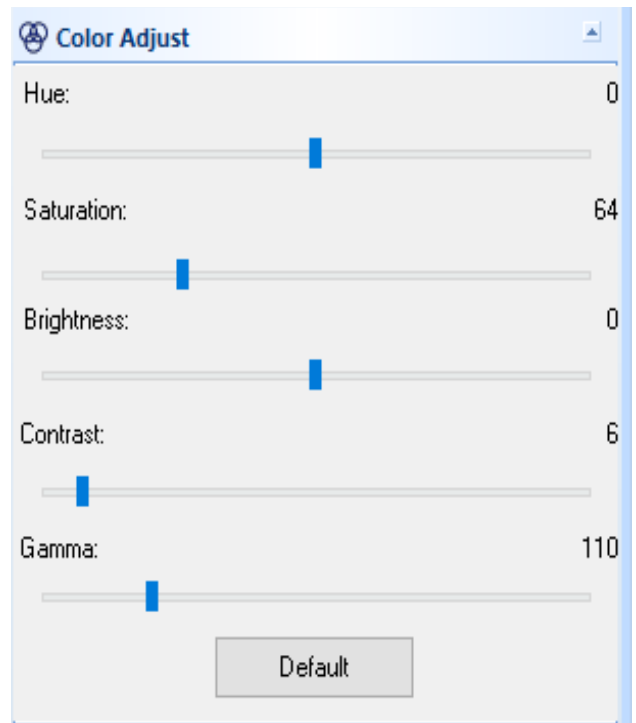 Color Adjust
Hue: 0
Saturation: 64
Brightness: 0
Contrast: 6
Gamma: 110
Default